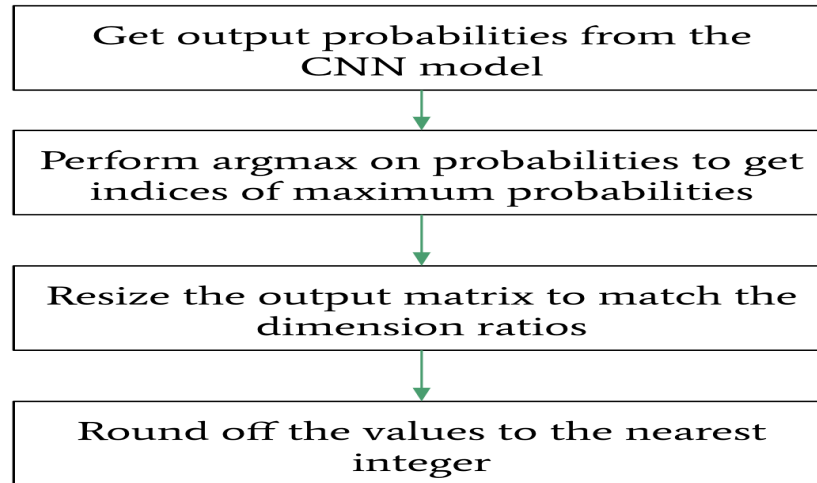 Get output probabilities from the
CNN model
Perform argmax on probabilities to get
indices of maximum probabilities
Resize the output matrix to match the
dimension ratios
Round off the values to the nearest
integer